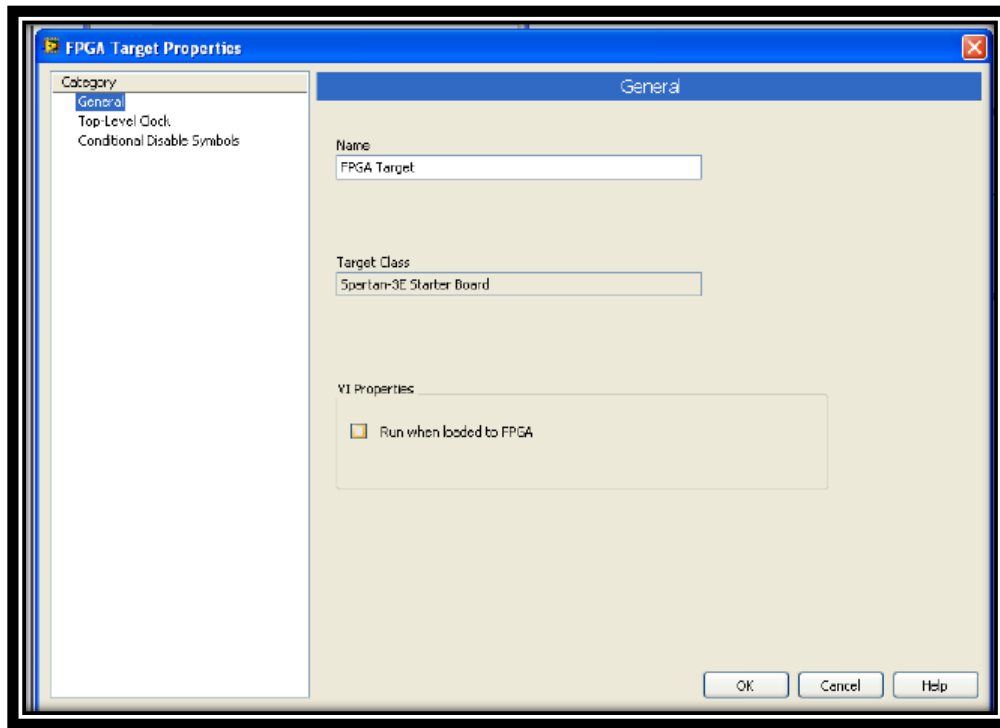 FPGA Target Properties
Category
General
Top-Level Clock
Conditional Disable Symbols
General
Name
FPGA Target
Target Class
Spartan-3E Starter Board
VI Properties
Run when loaded to FPGA
OK
Cancel
Help